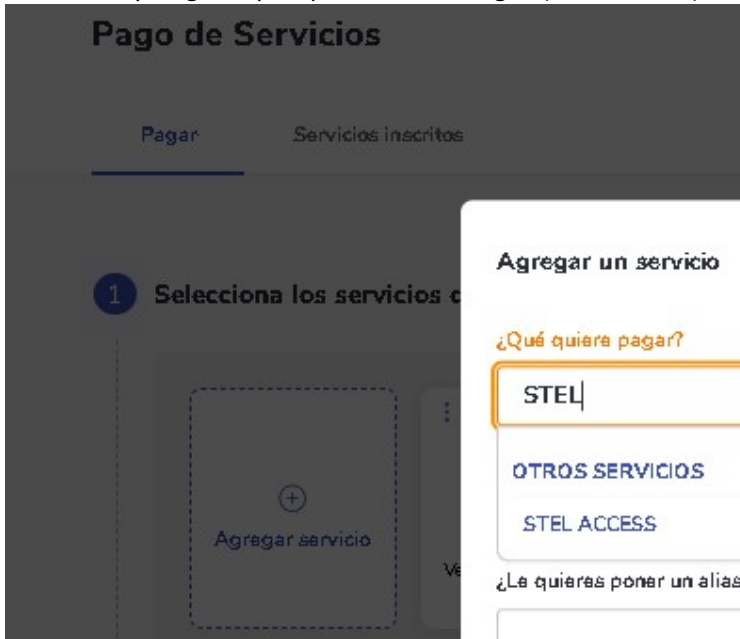 Pago de Servicios
Pagar
Servicios inscritos
1
Selecciona los servicios
Agregar servicio
Agregar un servicio
¿Qué quiere pagar?
STEL
OTROS SERVICIOS
STEL ACCESS
¿Le quieres poner un alias